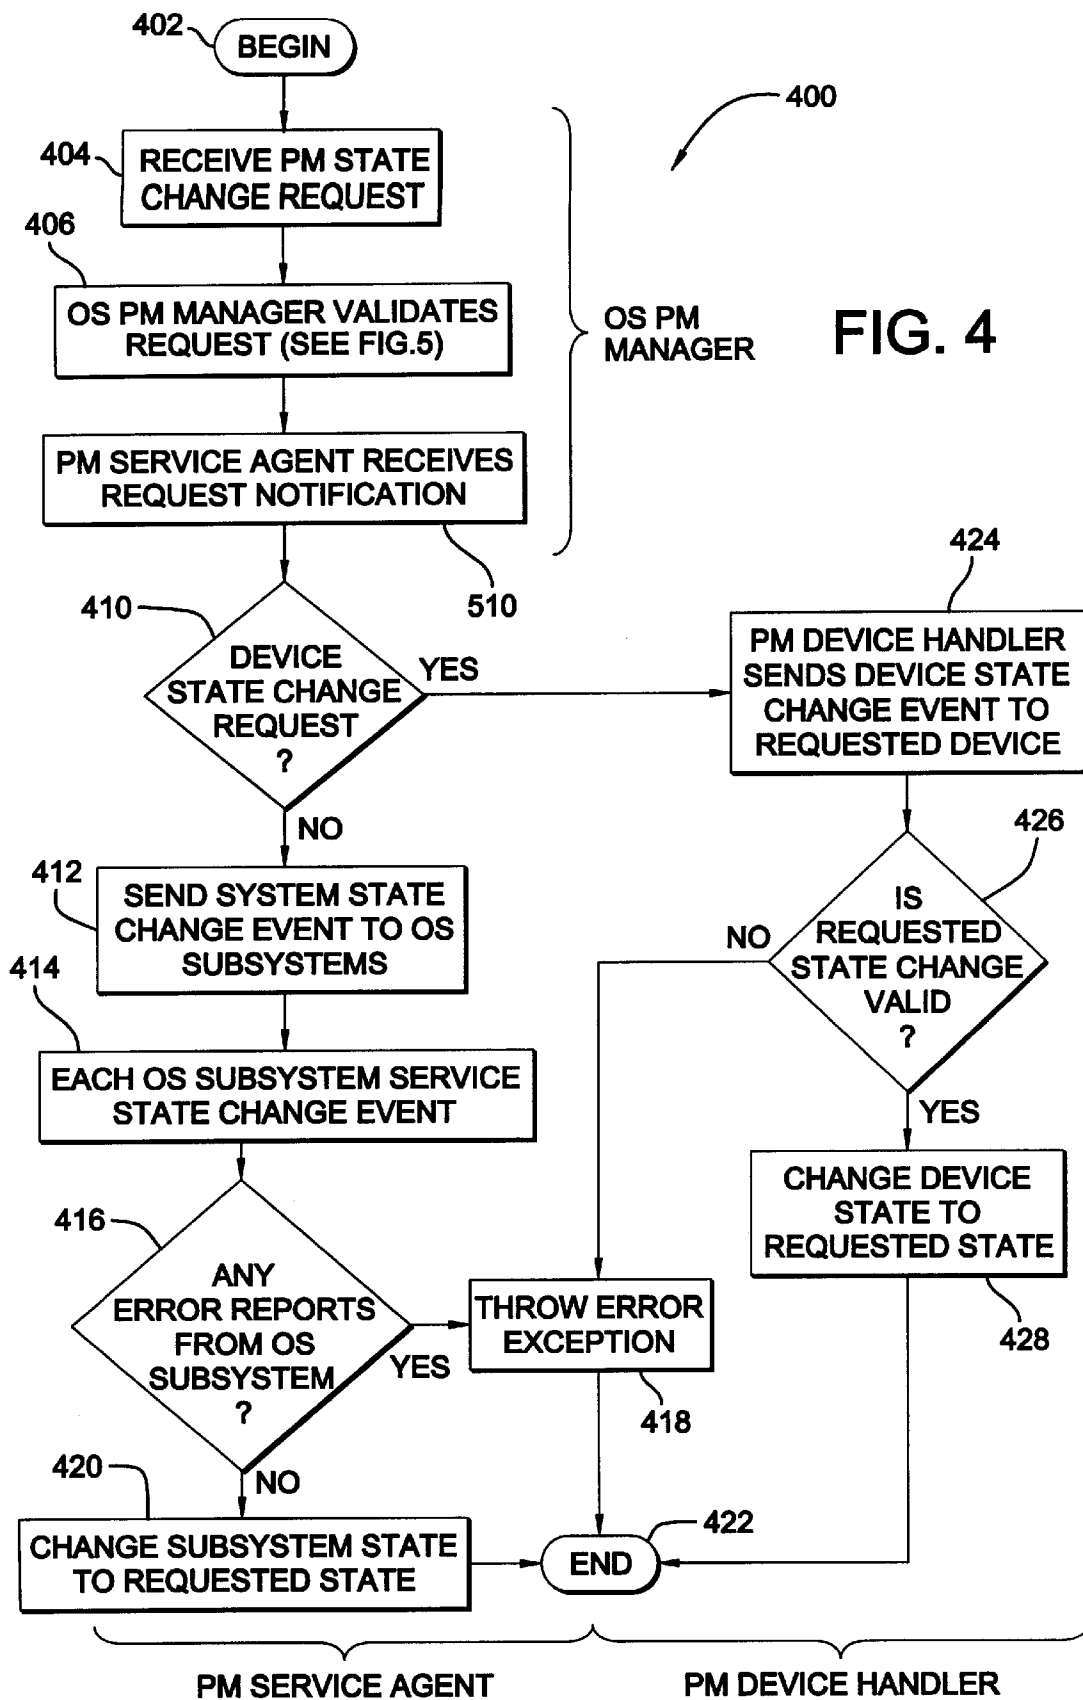 402
BEGIN
400
404
RECEIVE PM STATE
CHANGE REQUEST
406
OS PM MANAGER VALIDATES
REQUEST (SEE FIG.5)
OS PM
MANAGER
FIG. 4
PM SERVICE AGENT RECEIVES
REQUEST NOTIFICATION
510
410
DEVICE
STATE CHANGE
REQUEST
?
YES
NO
424
PM DEVICE HANDLER
SENDS DEVICE STATE
CHANGE EVENT TO
REQUESTED DEVICE
412
SEND SYSTEM STATE
CHANGE EVENT TO OS
SUBSYSTEMS
426
IS
REQUESTED
STATE CHANGE
VALID
?
NO
YES
414
EACH OS SUBSYSTEM SERVICE
STATE CHANGE EVENT
CHANGE DEVICE
STATE TO
REQUESTED STATE
428
416
ANY
ERROR REPORTS
FROM OS
SUBSYSTEM
?
YES
NO
THROW ERROR
EXCEPTION
418
420
CHANGE SUBSYSTEM STATE
TO REQUESTED STATE
422
END
PM SERVICE AGENT
PM DEVICE HANDLER